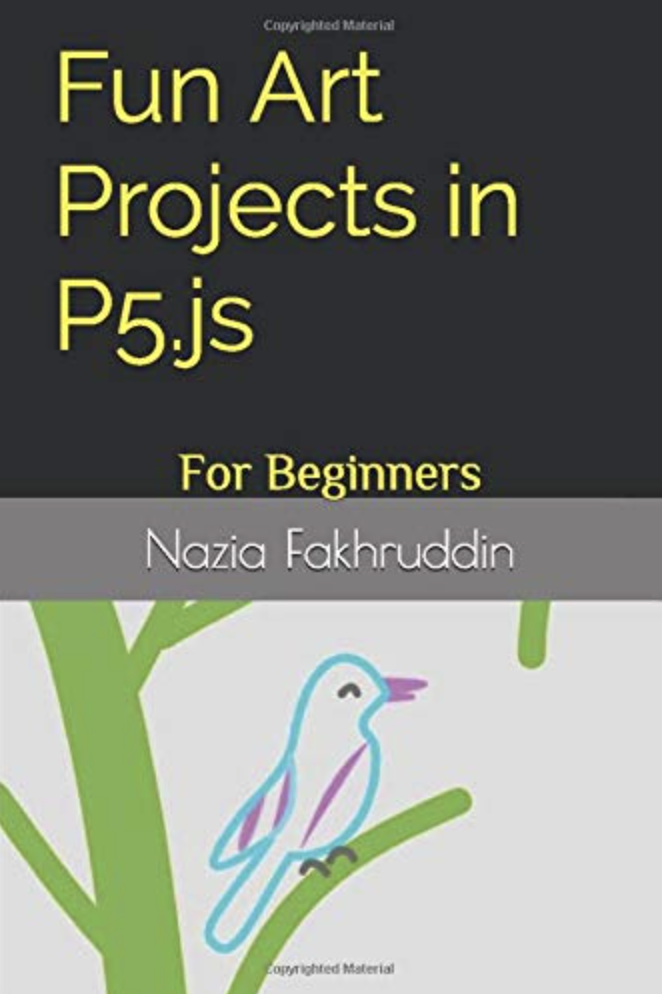 Copyrighted Material
Fun Art
Projects in
P5.js
For Beginners
Nazia Fakhruddin
Copyrighted Material